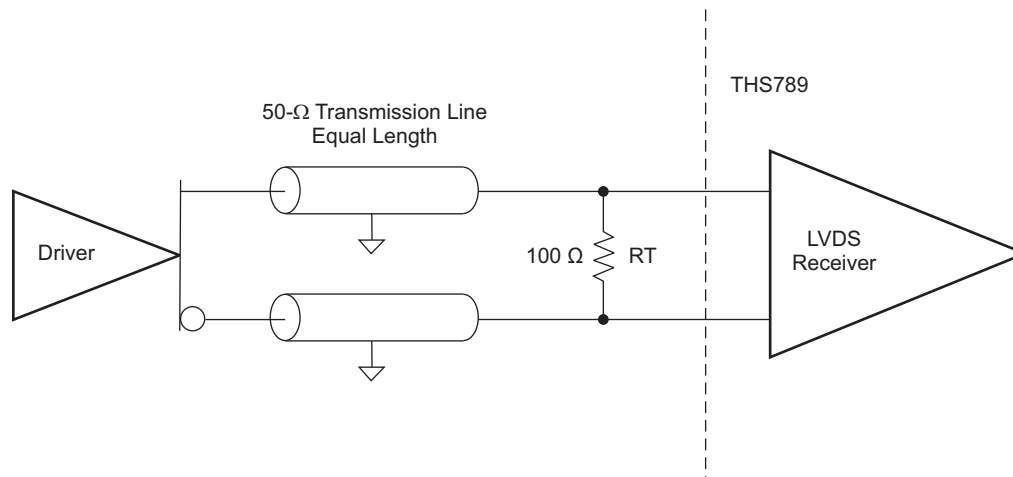 THS789
50-Ω Transmission Line
Equal Length
Driver
100 Ω
RT
LVDS
Receiver